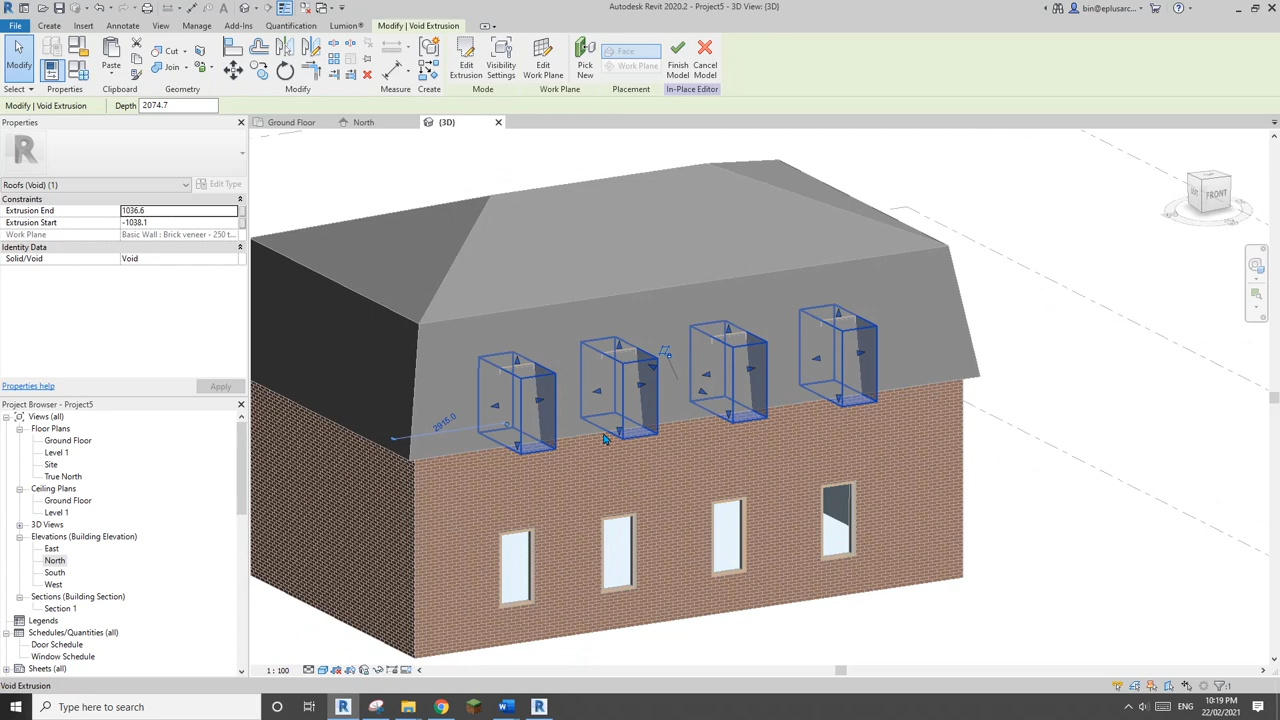 Autodesk Revit 2020.2 - Project5 - 3D View: {3D}
bin@eplusarc...
File Create Insert Annotate View Manage Add-Ins Quantification Lumion® Modify | Void Extrusion
Modify
Paste
Cut
Join
Edit Extrusion
Visibility Settings
Edit Work Plane
Pick New
Face
Work Plane
Finish Model
Cancel Model
Select Properties Clipboard Geometry Modify Measure Create Mode Work Plane Placement In-Place Editor
Modify | Void Extrusion Depth 2074.7
Properties
Ground Floor North {3D}
Roofs (Void) (1) Edit Type
Constraints
Extrusion End 1036.6
Extrusion Start -1038.1
Work Plane Basic Wall : Brick veneer - 250 t...
Identity Data
Solid/Void Void
Properties help Apply
Project Browser - Project5
Views (all)
Floor Plans
Ground Floor
Level 1
Site
True North
Ceiling Plans
Ground Floor
Level 1
3D Views
Elevations (Building Elevation)
East
North
South
West
Sections (Building Section)
Section 1
Legends
Schedules/Quantities (all)
Door Schedule
Window Schedule
Sheets (all)
2915.0
FRONT
1 : 100
Void Extrusion
:1
Type here to search
ENG
10:19 PM
22/02/2021